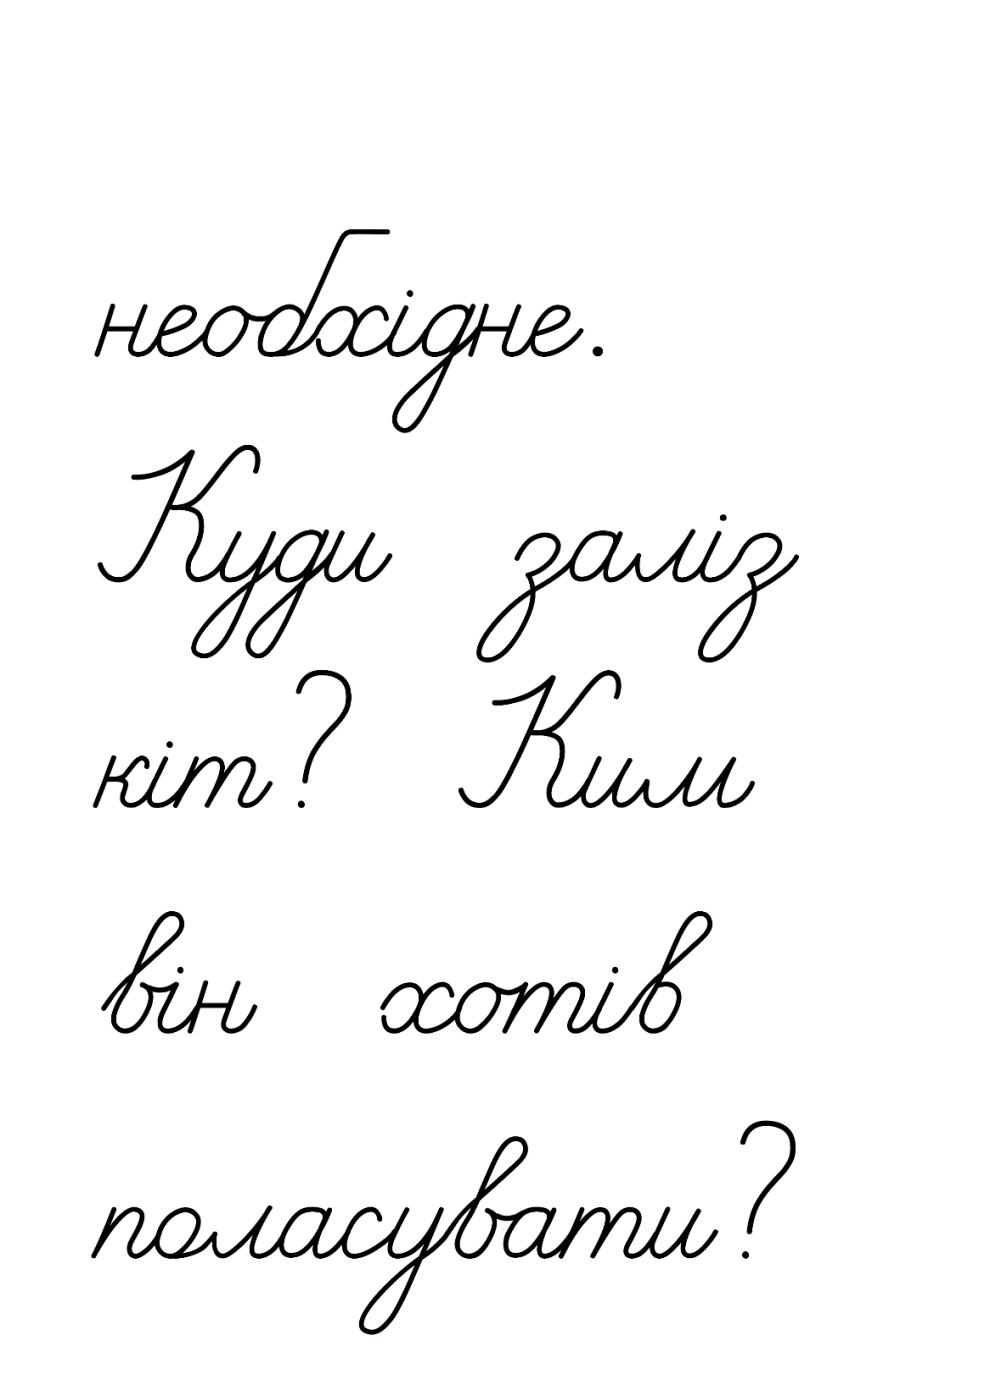 необхідне.
Куди заліз
кіт? Ким
він хотів
поласувати?